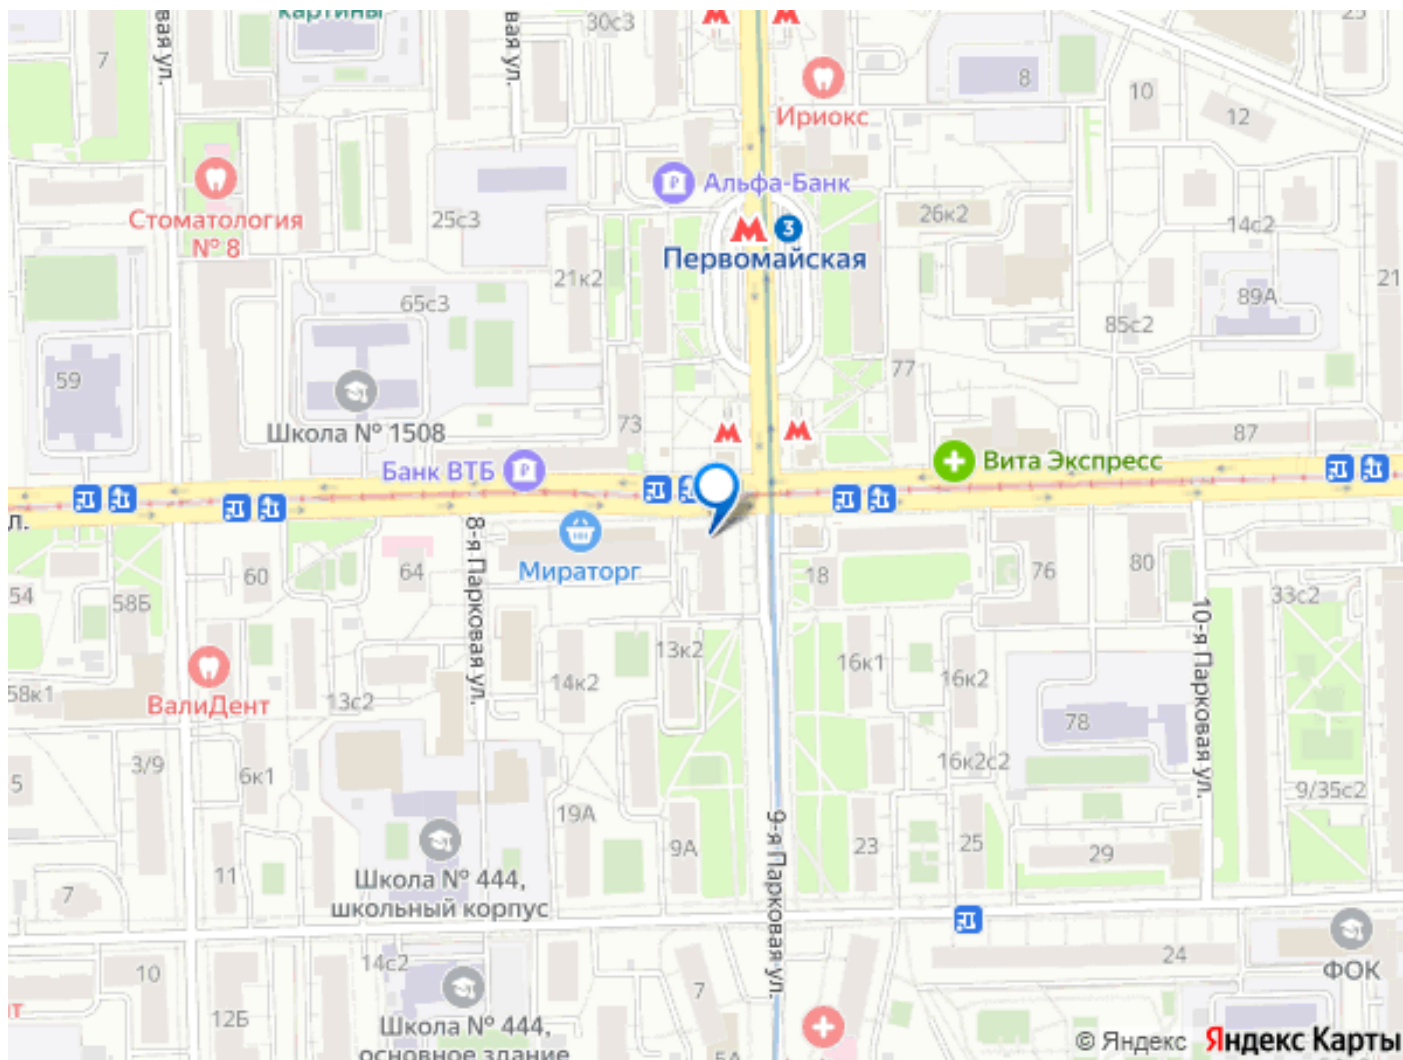 картины
30с3
25
7
вая ул.
вая ул.
8
10
12
Ириокс
Альфа-Банк
Стоматология
№ 8
25с3
26к2
14с2
3
Первомайская
21к2
65с3
89А
21
85с2
59
77
73
87
Школа № 1508
Банк ВТБ
Вита Экспресс
л.
8-я Парковая ул.
Мираторг
54
58Б
60
64
18
76
80
33с2
10-я Парковая ул.
58к1
ВалиДент
13с2
14к2
13к2
16к1
16к2
78
5
3/9
6к1
16к2с2
9/35с2
19А
9А
9-я Парковая ул.
23
25
29
7
11
Школа № 444,
школьный корпус
10
14с2
12Б
7
24
ФОК
Школа № 444,
основное здание
5А
т
© Яндекс Яндекс Карты